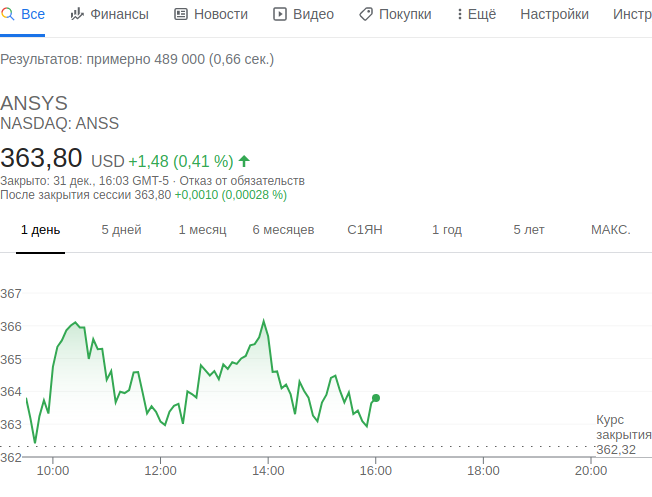 Все Финансы Новости Видео Покупки Ещё Настройки Инстр
Результатов: примерно 489 000 (0,66 сек.)
ANSYS
NASDAQ: ANSS
363,80 USD +1,48 (0,41 %)
Закрыто: 31 дек., 16:03 GMT-5 · Отказ от обязательств
После закрытия сессии 363,80 +0,0010 (0,00028 %)
1 день 5 дней 1 месяц 6 месяцев С1ЯН 1 год 5 лет МАКС.
367
366
365
364
363
Курс
закрытия
362,32
362
10:00 12:00 14:00 16:00 18:00 20:00